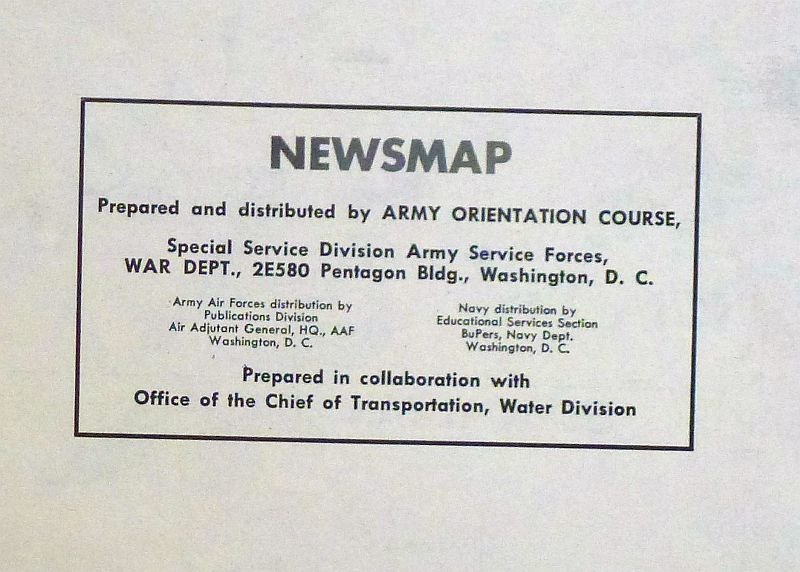 NEWSMAP
Prepared and distributed by ARMY ORIENTATION COURSE,
Special Service Division Army Service Forces,
WAR DEPT., 2E580 Pentagon Bldg., Washington, D. C.
Army Air Forces distribution by
Publications Division
Air Adjutant General, HQ., AAF
Washington, D. C.
Navy distribution by
Educational Services Section
BuPers, Navy Dept.
Washington, D. C.
Prepared in collaboration with
Office of the Chief of Transportation, Water Division